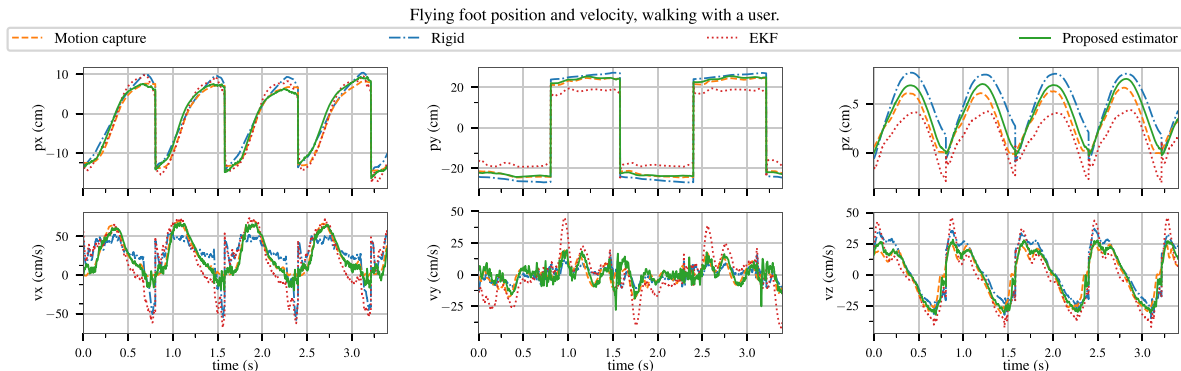 Flying foot position and velocity, walking with a user.
Motion capture Rigid EKF Proposed estimator
px (cm) 10 0 −10
py (cm) 20 0 −20
pz (cm) 5 0
vx (cm/s) 50 0 −50
vy (cm/s) 50 25 0 −25
vz (cm/s) 50 25 0 −25
0.0 0.5 1.0 1.5 2.0 2.5 3.0
0.0 0.5 1.0 1.5 2.0 2.5 3.0
0.0 0.5 1.0 1.5 2.0 2.5 3.0
time (s) time (s) time (s)